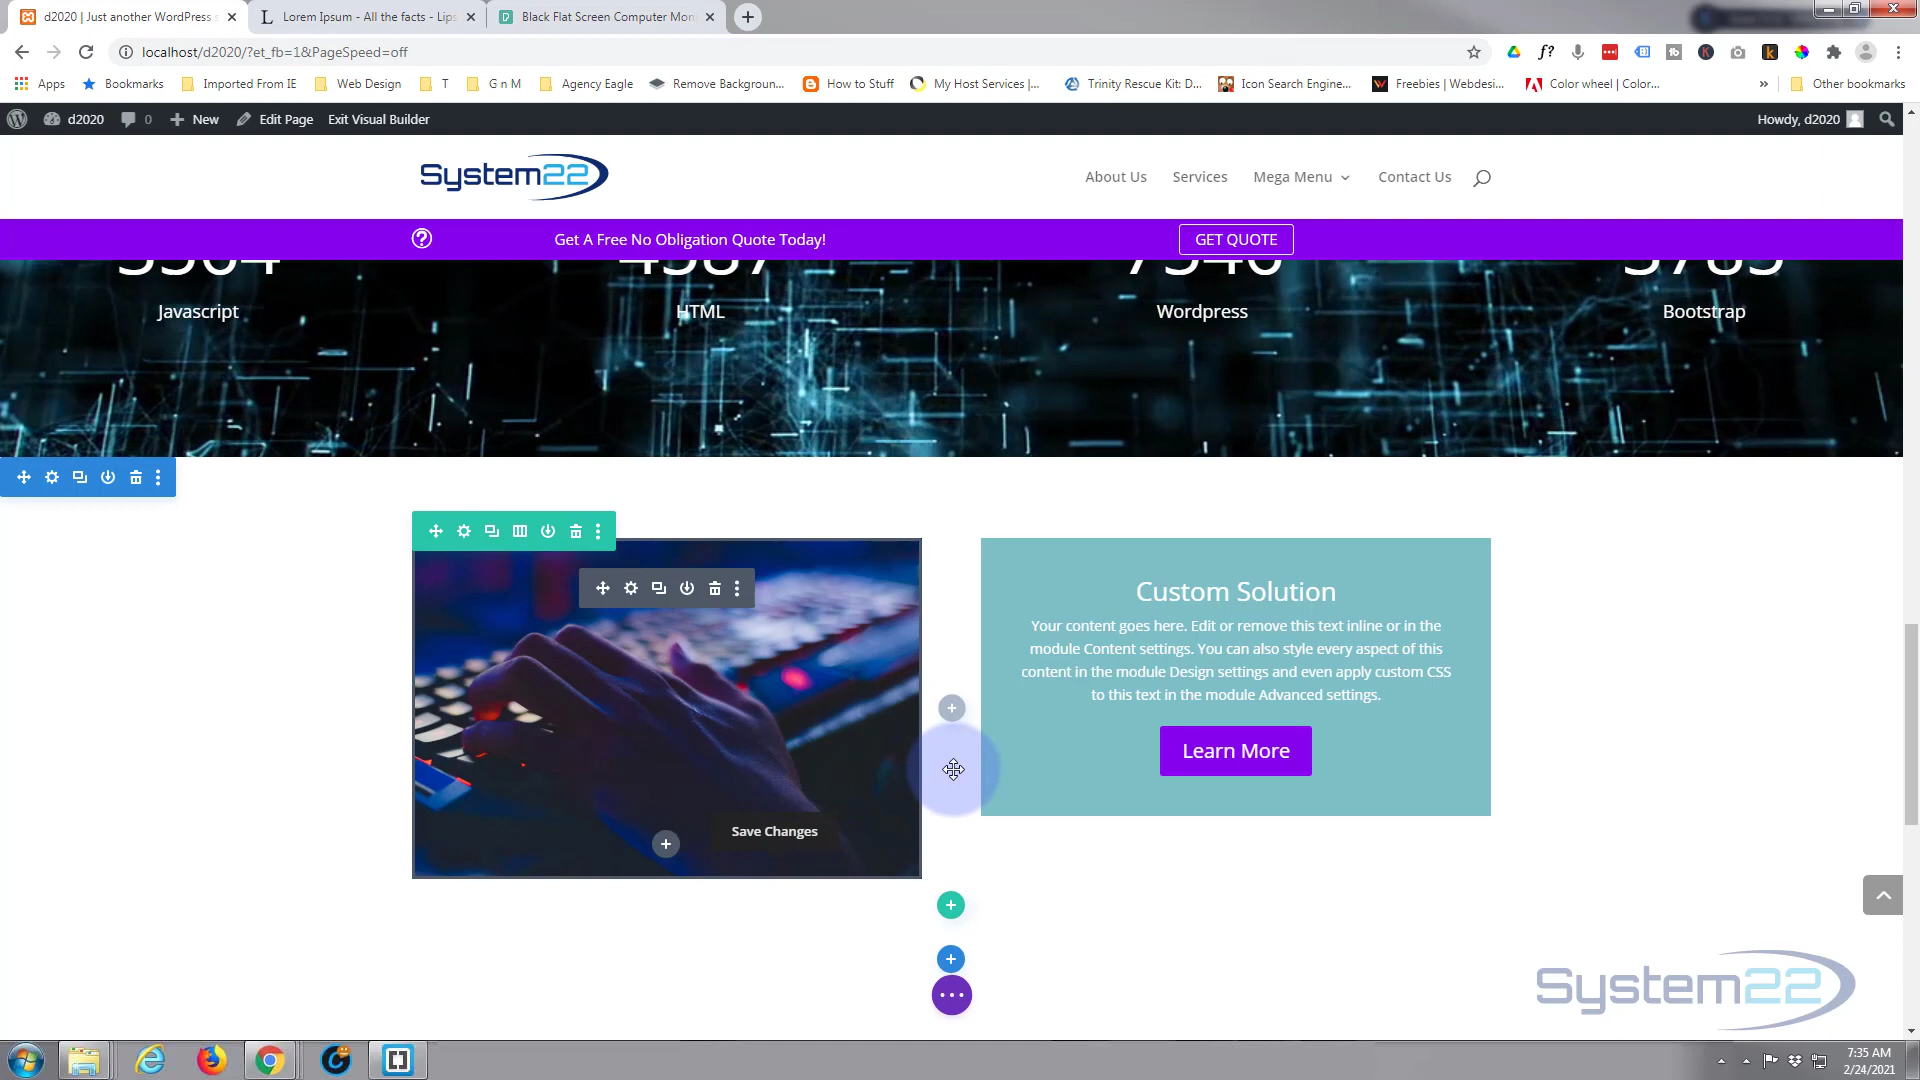 d2020 | Just another WordPress s
Lorem Ipsum - All the facts - Lips
Black Flat Screen Computer Mon
localhost/d2020/?et_fb=1&PageSpeed=off
Apps
Bookmarks
Imported From IE
Web Design
T
G n M
Agency Eagle
Remove Backgroun...
How to Stuff
My Host Services |...
Trinity Rescue Kit: D...
Icon Search Engine...
Freebies | Webdesi...
Color wheel | Color...
Other bookmarks
d2020
0
New
Edit Page
Exit Visual Builder
Howdy, d2020
System22
About Us
Services
Mega Menu
Contact Us
Get A Free No Obligation Quote Today!
GET QUOTE
Javascript
HTML
Wordpress
Bootstrap
Custom Solution
Your content goes here. Edit or remove this text inline or in the
module Content settings. You can also style every aspect of this
content in the module Design settings and even apply custom CSS
to this text in the module Advanced settings.
Learn More
Save Changes
System22
7:35 AM
2/24/2021